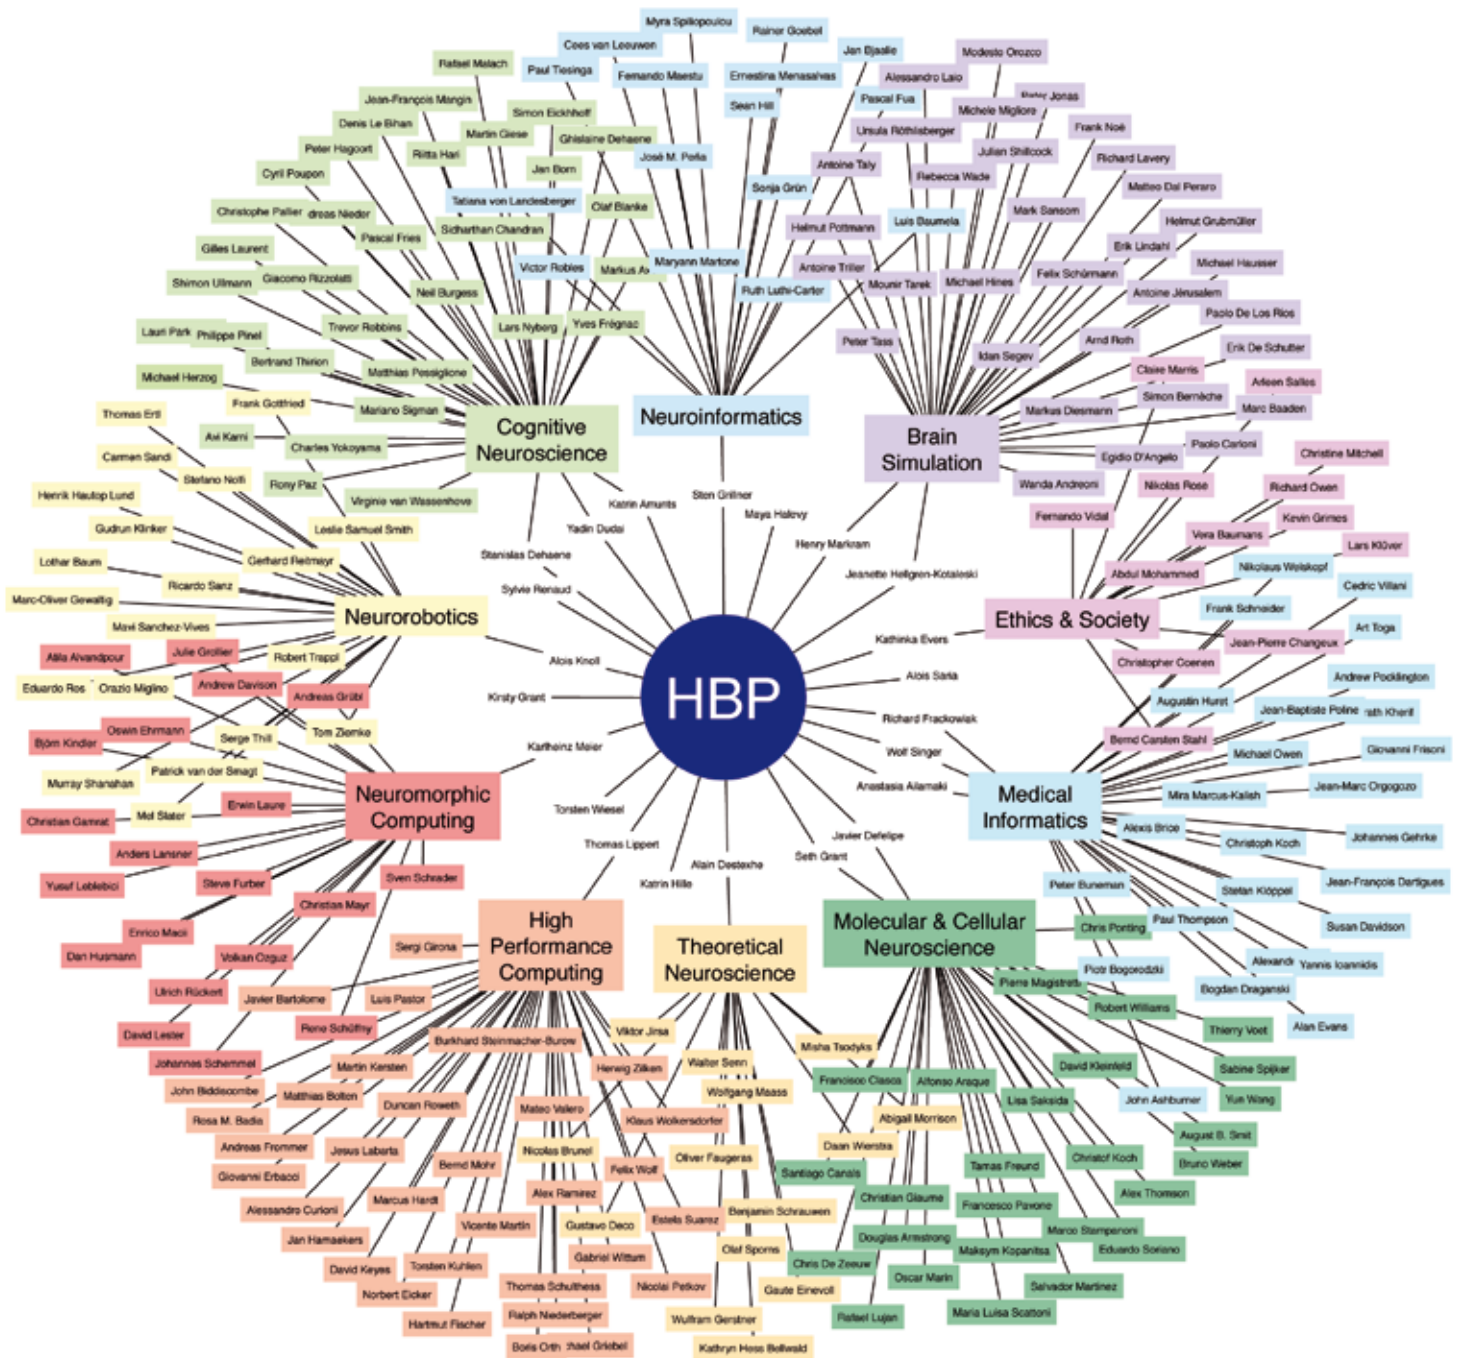 Myra Spiliopoulou
Rainer Goebel
Cees van Leeuwen
Jan Bjaalie
Modesto Orozco
Rafael Malach
Paul Tiesinga
Fernando Maestu
Ernestina Menasalvas
Alessandro Laio
Jean-François Mangin
Simon Eickhoff
Sean Hill
Pascal Fua
Michele Migliore
Jonas
Denis Le Bihan
Martin Giese
Ghislaine Dehaene
Ursula Röthlisberger
Frank Noë
Peter Hagoort
Riitta Hari
José M. Peña
Julian Shillcock
Richard Lavery
Cyril Poupon
Jan Born
Antoine Taly
Rebecca Wade
Matteo Dal Peraro
Tatiana von Landesberger
Olaf Blanke
Sonja Grün
Mark Sansom
Christophe Pallier
dreas Nieder
Sidharthan Chandran
Helmut Pottmann
Luis Baumela
Helmut Grubmüller
Gilles Laurent
Pascal Fries
Erik Lindahl
Victor Robles
Markus Ax
Maryann Martone
Antoine Triller
Felix Schürmann
Michael Hausser
Shimon Ullmann
Giacomo Rizzolatti
Neil Burgess
Ruth Luthi-Carter
Mounir Tarek
Michael Hines
Antoine Jérusalem
Lauri Park
Philippe Pinel
Trevor Robbins
Lars Nyberg
Yves Frégnac
Peter Tass
Arnd Roth
Paolo De Los Rios
Bertrand Thirion
Matthias Pessiglione
Idan Segev
Erik De Schutter
Michael Herzog
Claire Marris
Arleen Salles
Frank Gottfried
Mariano Sigman
Markus Diesmann
Simon Bernèche
Marc Baaden
Thomas Ertl
Cognitive
Neuroscience
Neuroinformatics
Brain
Simulation
Avi Karni
Charles Yokoyama
Egidio D'Angelo
Paolo Carloni
Christine Mitchell
Carmen Sandi
Stefano Nolfi
Rony Paz
Virginie van Wassenhove
Wanda Andreoni
Nikolas Rose
Richard Owen
Henrik Hautop Lund
Katrin Amunts
Sten Grillner
Maya Halevy
Fernando Vidal
Kevin Grimes
Gudrun Klinker
Leslie Samuel Smith
Yadin Dudai
Henry Markram
Vera Baumans
Lars Klüver
Lothar Baum
Gerhard Reitmayr
Stanislas Dehaene
Jeanette Hellgren-Kotaleski
Abdul Mohammed
Nikolaus Weiskopf
Ricardo Sanz
Sylvie Renaud
Cedric Villani
Marc-Oliver Gewaltig
Neurorobotics
Ethics & Society
Frank Schneider
Mavi Sanchez-Vives
Kathinka Evers
Art Toga
Atila Alvandpour
Julie Grollier
Robert Trappl
Alois Knoll
Jean-Pierre Changeux
Eduardo Ros
Orazio Miglino
Andrew Davison
Andreas Grübl
Kirsty Grant
HBP
Alois Saria
Christopher Coenen
Andrew Pocklington
Oswin Ehrmann
Serge Thill
Tom Ziemke
Richard Frackowiak
Augustin Hurst
Jean-Baptiste Poline
rath Kherif
Björn Kindler
Karlheinz Meier
Wolf Singer
Bernd Carsten Stahl
Michael Owen
Giovanni Frisoni
Murray Shanahan
Patrick van der Smagt
Anastasia Ailamaki
Mira Marcus-Kalish
Jean-Marc Orgogozo
Christian Gamrat
Mel Slater
Erwin Laure
Neuromorphic
Computing
Torsten Wiesel
Medical
Informatics
Alexis Brice
Johannes Gehrke
Anders Lansner
Thomas Lippert
Javier Defelipe
Christoph Koch
Yusuf Leblebici
Steve Furber
Sven Schrader
Katrin Hille
Alain Destexhe
Seth Grant
Peter Buneman
Stefan Klöppel
Jean-François Dartigues
Christian Mayr
Enrico Macii
High
Performance
Computing
Theoretical
Neuroscience
Molecular & Cellular
Neuroscience
Chris Ponting
Paul Thompson
Susan Davidson
Dan Husmann
Volkan Ozguz
Sergi Girona
Piotr Bogorodzki
Alexandr
Yannis Ioannidis
Ulrich Rückert
Javier Bartolome
Luis Pastor
Pierre Magistretti
Bogdan Draganski
David Lester
Rene Schüffny
Viktor Jirsa
Robert Williams
Thierry Voet
Alan Evans
Johannes Schemmel
Burkhard Steinmacher-Burow
Misha Tsodyks
John Biddiscombe
Martin Kersten
Herwig Zilken
Walter Senn
Francisco Clasca
Alfonso Araque
David Kleinfeld
Sabine Spijker
Rosa M. Badia
Matthias Bolten
Duncan Roweth
Mateo Valero
Klaus Wolkersdorfer
Wolfgang Maass
Abigail Morrison
Lisa Saksida
John Ashburner
Yun Wang
Andreas Frommer
Jesus Labarta
Nicolas Brunel
Oliver Faugeras
Daan Wierstra
August B. Smit
Giovanni Erbacci
Bernd Mohr
Felix Wolf
Santiago Canals
Tamas Freund
Christof Koch
Bruno Weber
Alessandro Curioni
Marcus Hardt
Alex Ramirez
Benjamin Schrauwen
Christian Giaume
Francesco Pavone
Alex Thomson
Jan Hamaekers
Vicente Martin
Gustavo Deco
Estela Suarez
Douglas Armstrong
Marco Stampanoni
David Keyes
Torsten Kuhlen
Gabriel Wittum
Olaf Sporns
Chris De Zeeuw
Maksym Kopanitsa
Eduardo Soriano
Norbert Eicker
Thomas Schulthess
Nicolai Petkov
Gaute Einevoll
Oscar Marin
Salvador Martinez
Hartmut Fischer
Ralph Niederberger
Wulfram Gerstner
Rafael Lujan
Maria Luisa Scattoni
Boris Orth
hael Griebel
Kathryn Hess Bellwald